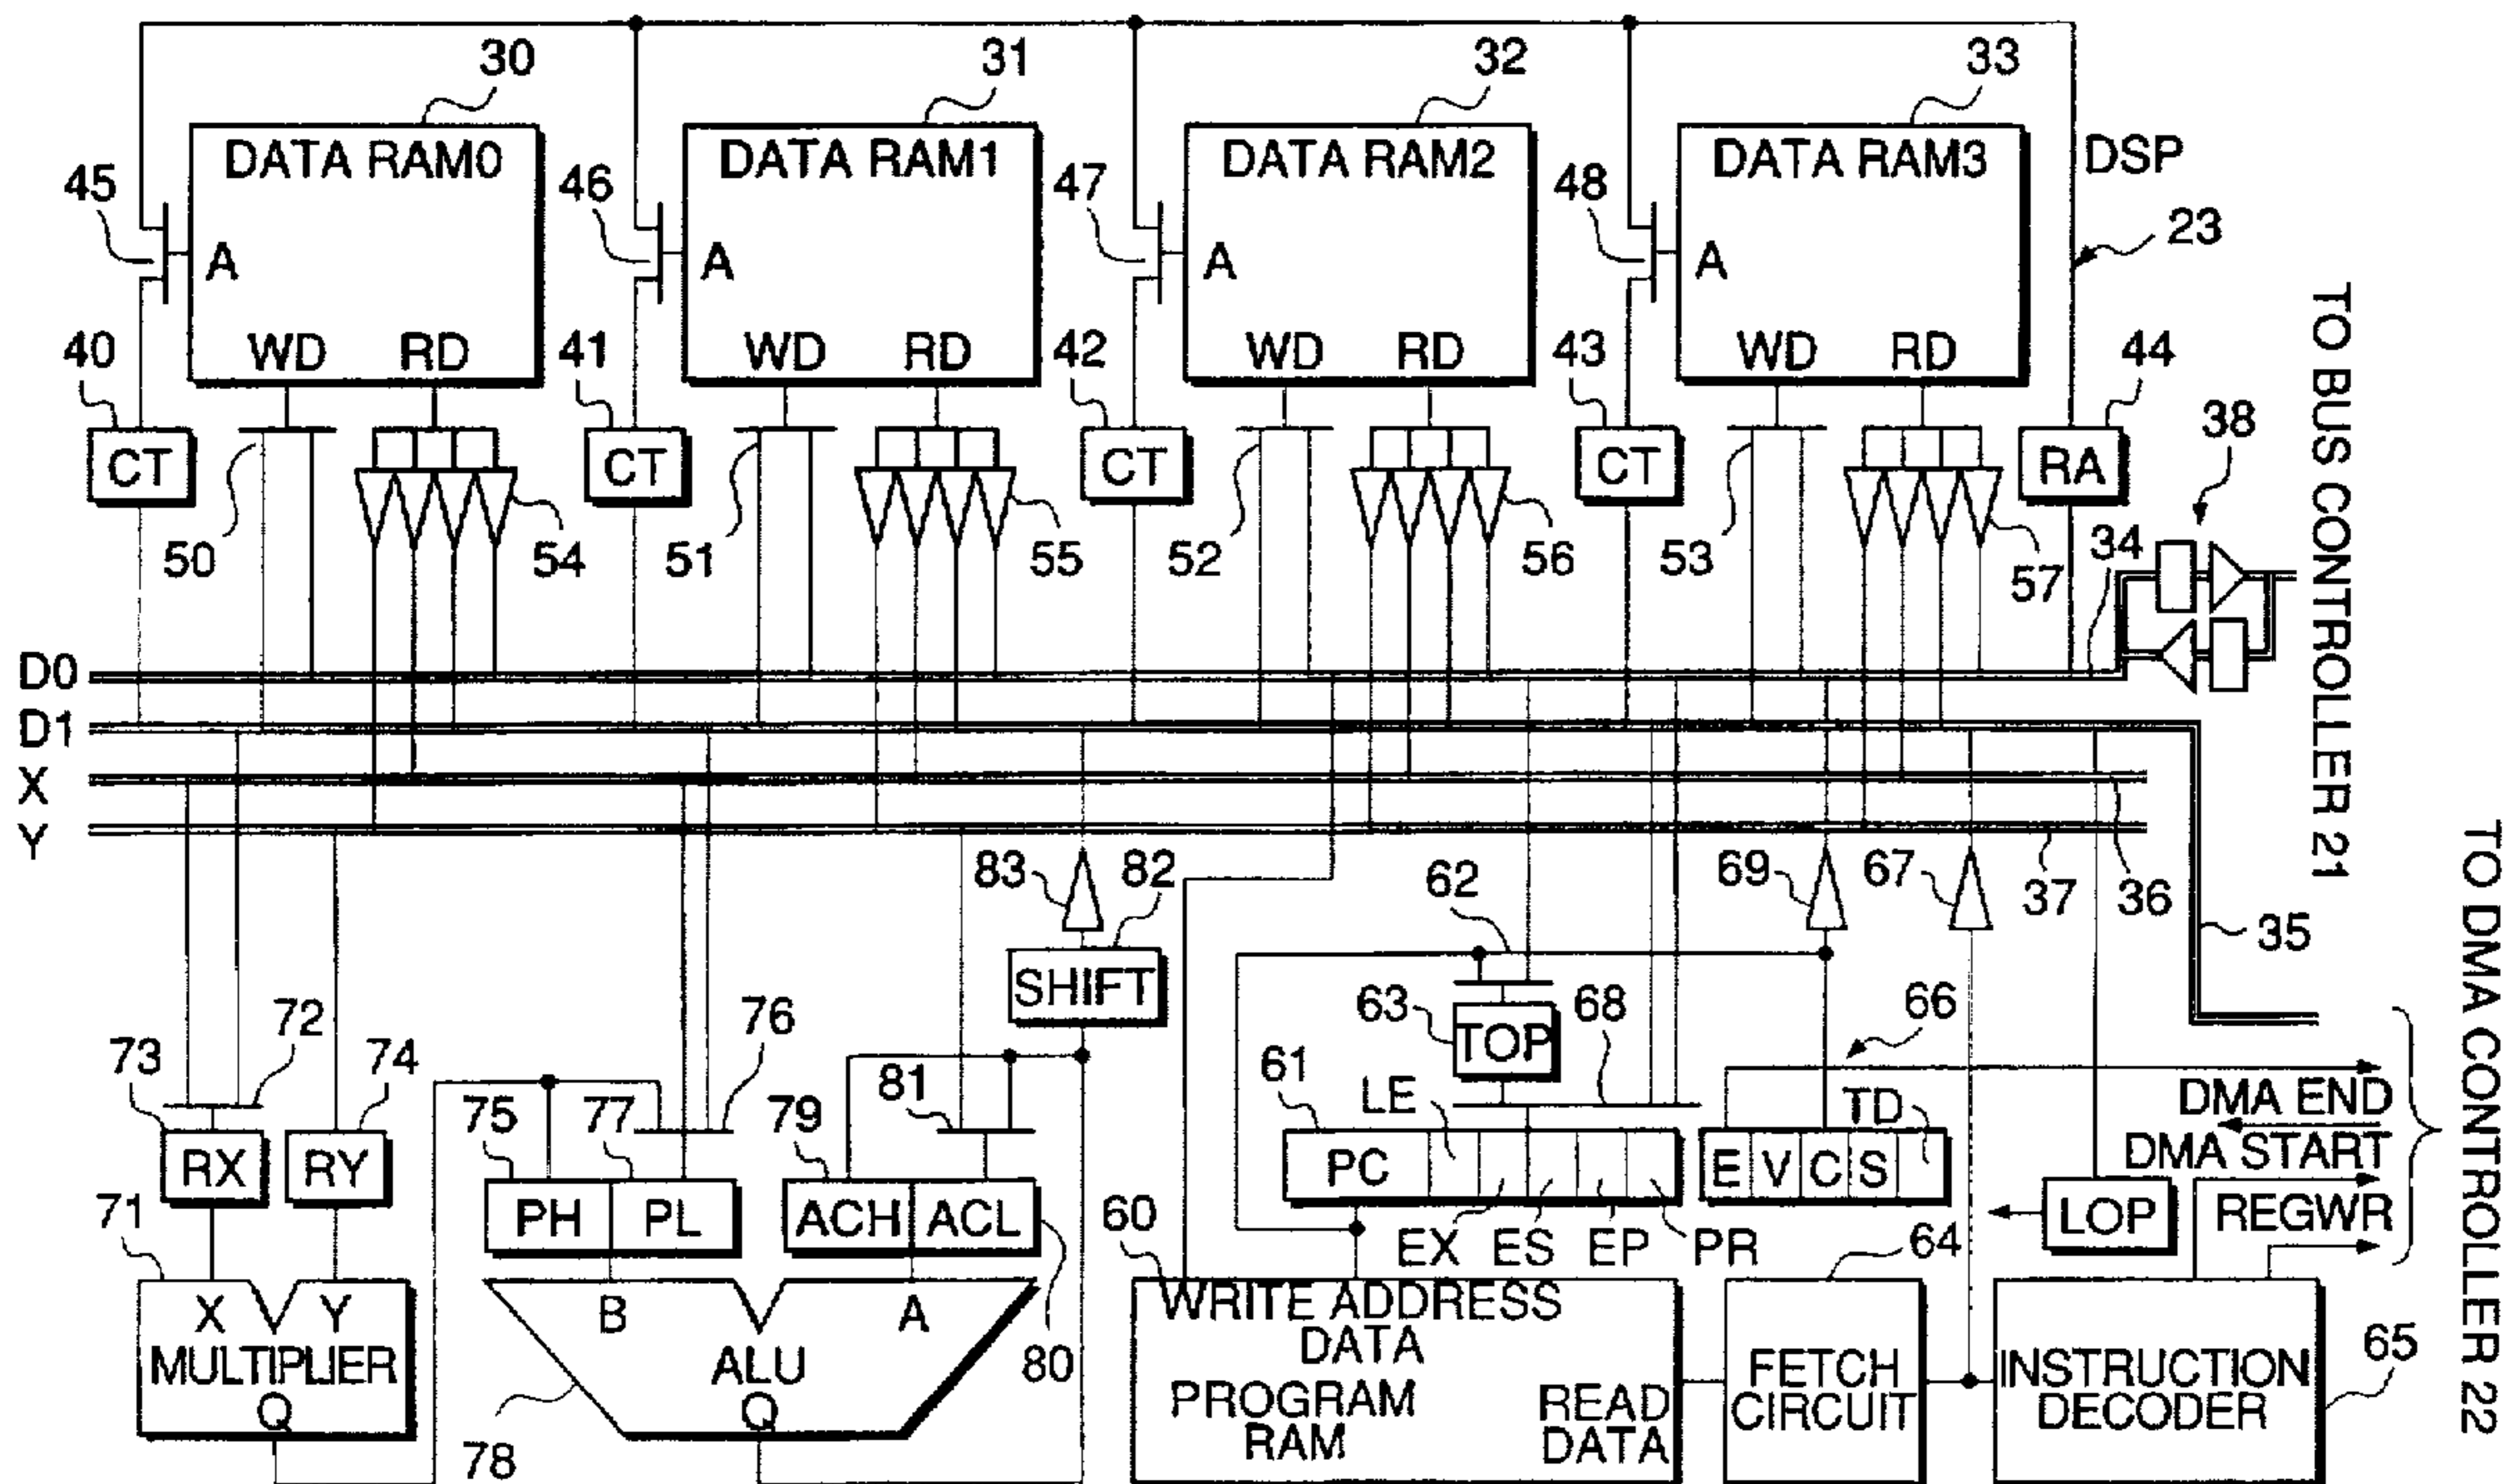 30
31
32
33
DATA RAM0
DATA RAM1
DATA RAM2
DATA RAM3
DSP
45
46
47
48
23
A
A
A
A
WD RD
WD RD
WD RD
WD RD
40
41
42
43
44
38
CT
CT
CT
CT
RA
50
54
51
55
52
56
53
57
34
TO BUS CONTROLLER 21
D0
D1
X
Y
83
82
62
69
67
37
36
35
TO DMA CONTROLLER 22
SHIFT
72
76
63
TOP
68
66
73
74
75
77
79
81
61
LE
TD
DMA END
DMA START
RX
RY
PC
E V C S
71
PH PL
ACH ACL
60
EX ES EP PR
64
LOP
REGWR
X Y
MULTIPLIER
Q
B A
ALU
Q
78
80
WRITE ADDRESS
DATA
PROGRAM
RAM
READ
DATA
FETCH
CIRCUIT
INSTRUCTION
DECODER
65